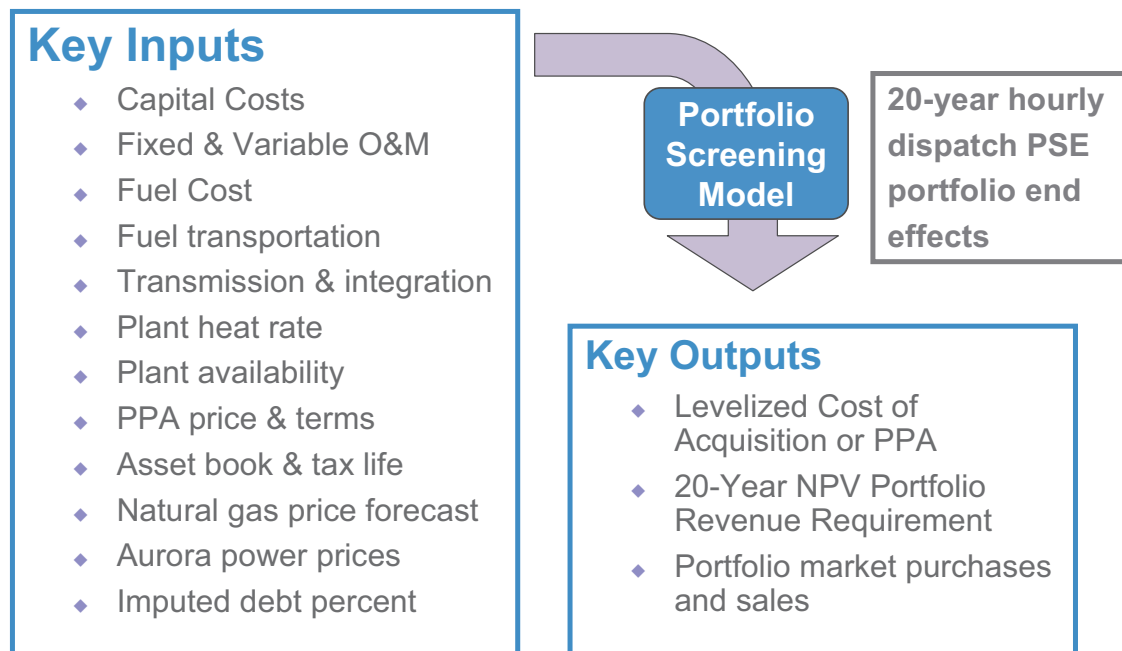 Key Inputs
◆ Capital Costs
◆ Fixed & Variable O&M
◆ Fuel Cost
◆ Fuel transportation
◆ Transmission & integration
◆ Plant heat rate
◆ Plant availability
◆ PPA price & terms
◆ Asset book & tax life
◆ Natural gas price forecast
◆ Aurora power prices
◆ Imputed debt percent
Portfolio
Screening
Model
20-year hourly
dispatch PSE
portfolio end
effects
Key Outputs
◆ Levelized Cost of
Acquisition or PPA
◆ 20-Year NPV Portfolio
Revenue Requirement
◆ Portfolio market purchases
and sales